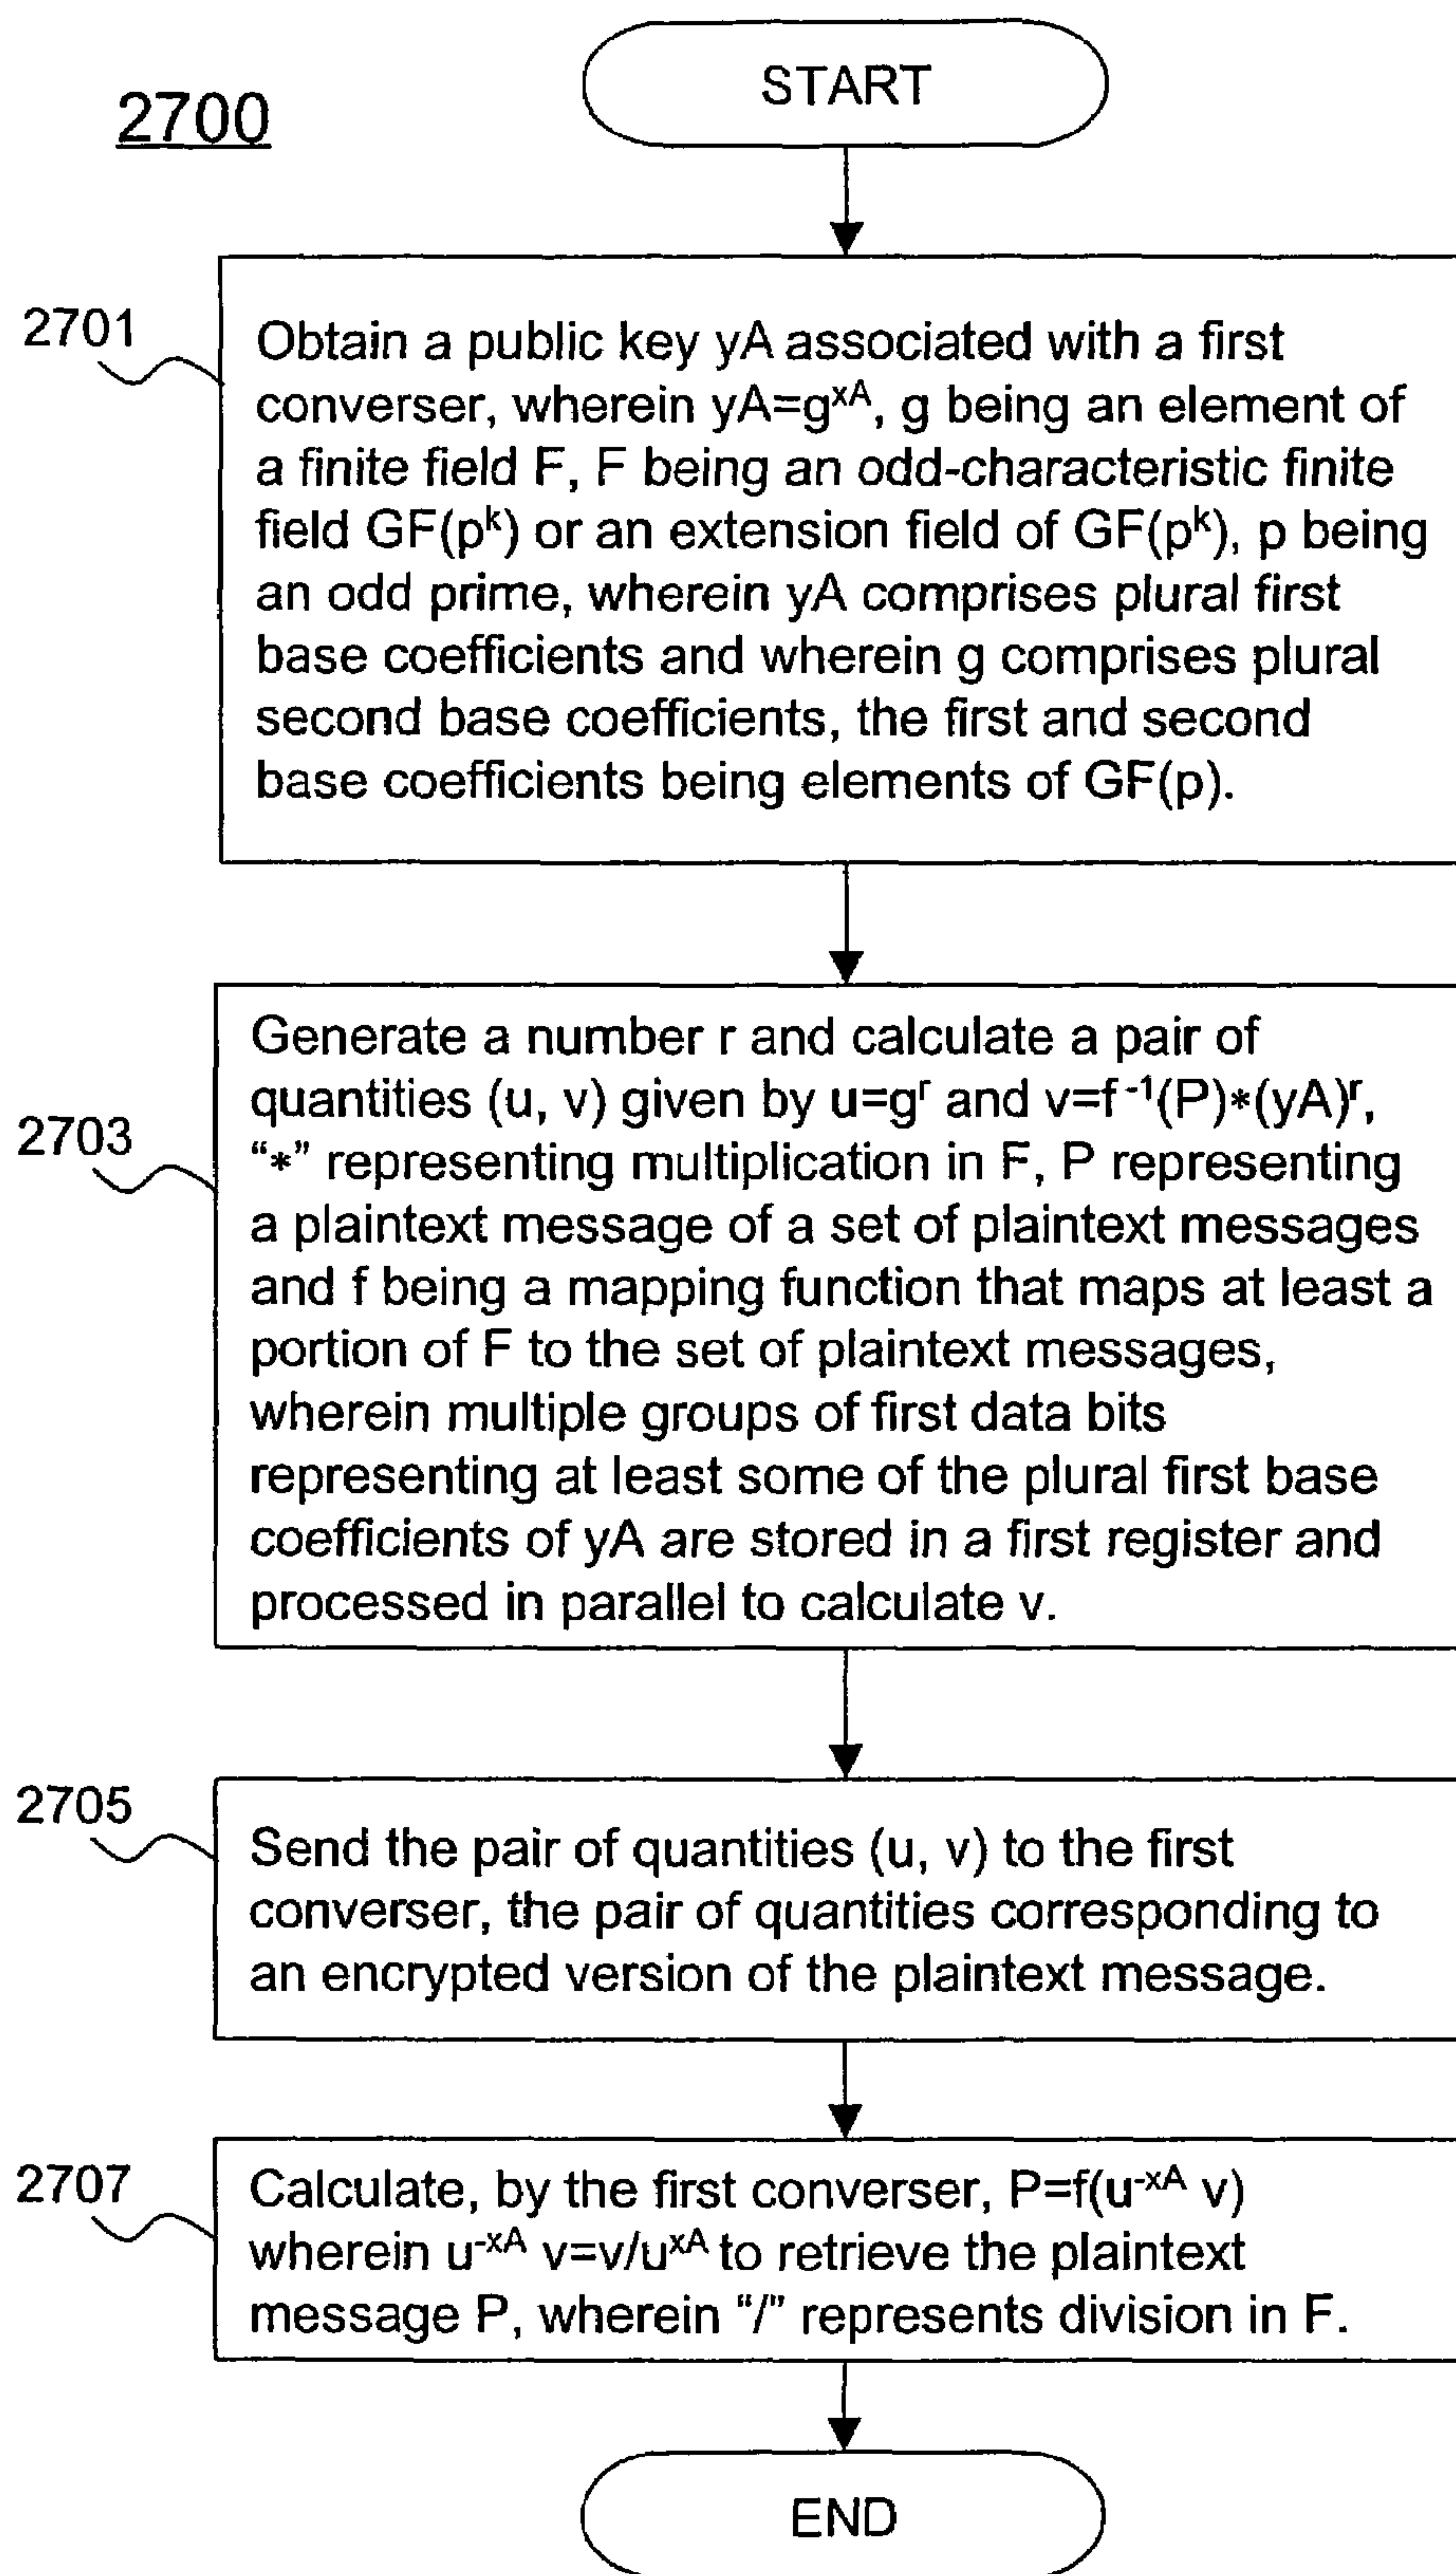 START
2700
2701
Obtain a public key yA associated with a first
converser, wherein yA=g^xA, g being an element of
a finite field F, F being an odd-characteristic finite
field GF(p^k) or an extension field of GF(p^k), p being
an odd prime, wherein yA comprises plural first
base coefficients and wherein g comprises plural
second base coefficients, the first and second
base coefficients being elements of GF(p).
2703
Generate a number r and calculate a pair of
quantities (u, v) given by u=g^r and v=f^-1(P)*(yA)^r,
“*” representing multiplication in F, P representing
a plaintext message of a set of plaintext messages
and f being a mapping function that maps at least a
portion of F to the set of plaintext messages,
wherein multiple groups of first data bits
representing at least some of the plural first base
coefficients of yA are stored in a first register and
processed in parallel to calculate v.
2705
Send the pair of quantities (u, v) to the first
converser, the pair of quantities corresponding to
an encrypted version of the plaintext message.
2707
Calculate, by the first converser, P=f(u^-xA v)
wherein u^-xA v=v/u^xA to retrieve the plaintext
message P, wherein “/” represents division in F.
END